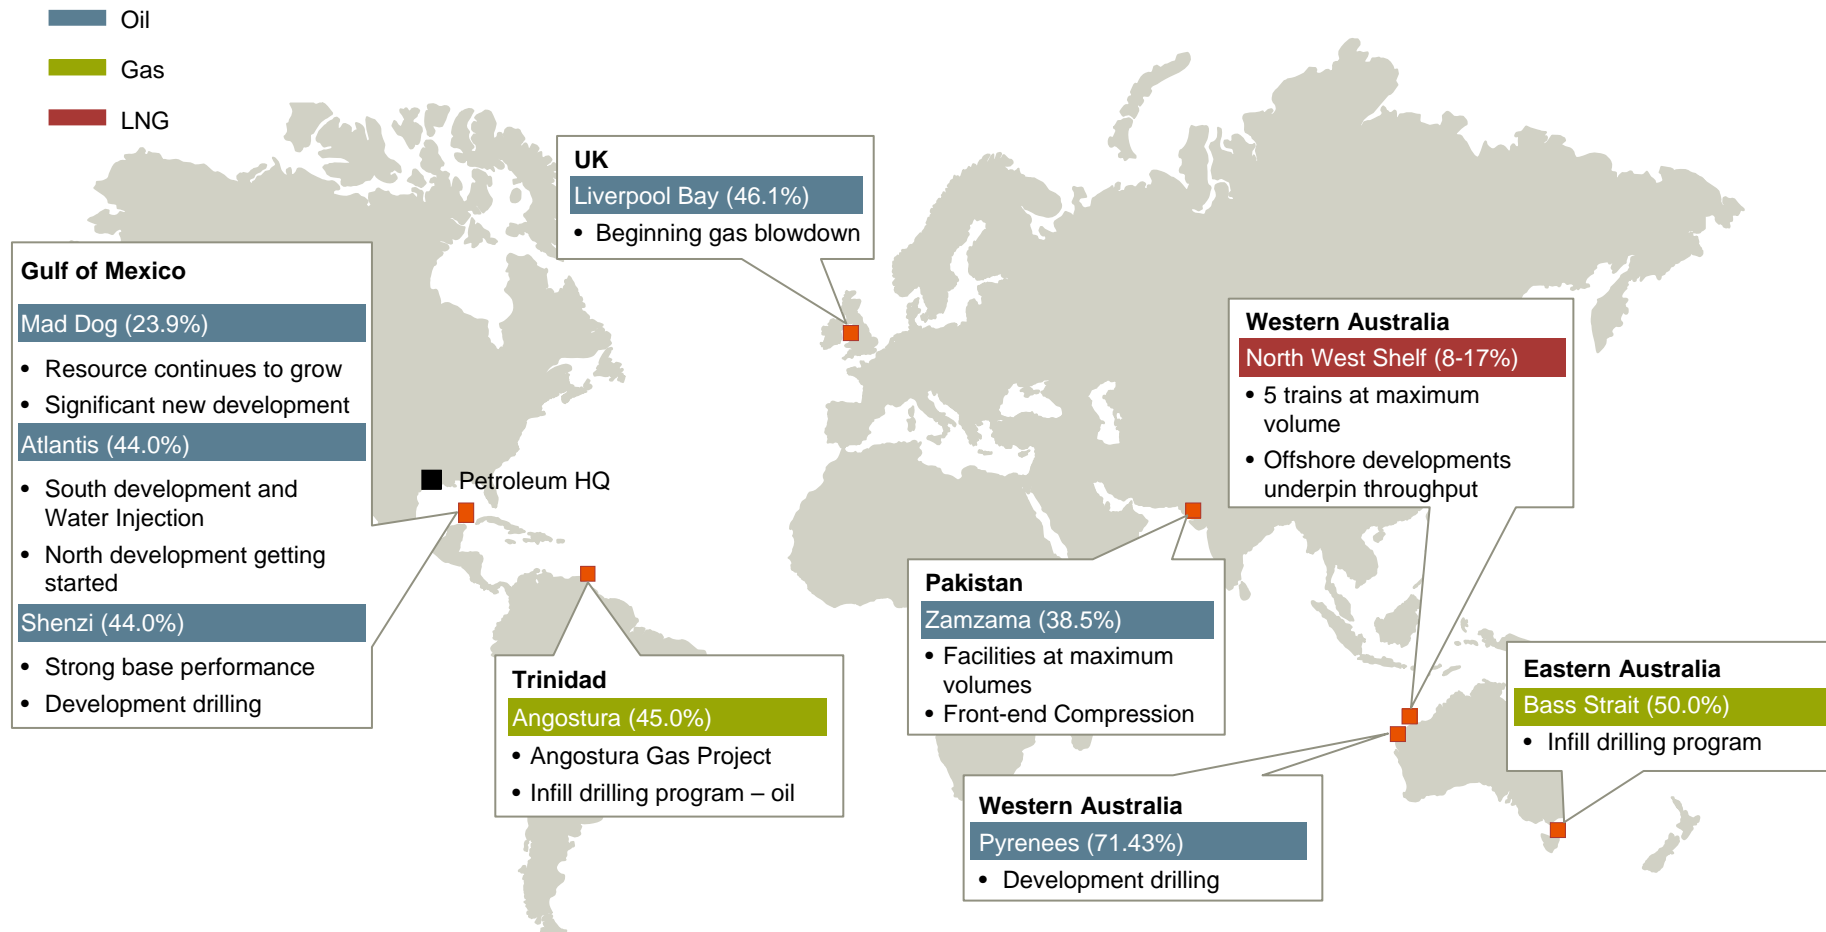 Oil
Gas
LNG
UK
Liverpool Bay (46.1%)
• Beginning gas blowdown
Gulf of Mexico
Mad Dog (23.9%)
• Resource continues to grow
• Significant new development
Atlantis (44.0%)
• South development and
Water Injection
• North development getting
started
Shenzi (44.0%)
• Strong base performance
• Development drilling
Petroleum HQ
Trinidad
Angostura (45.0%)
• Angostura Gas Project
• Infill drilling program – oil
Western Australia
North West Shelf (8-17%)
• 5 trains at maximum
volume
• Offshore developments
underpin throughput
Pakistan
Zamzama (38.5%)
• Facilities at maximum
volumes
• Front-end Compression
Western Australia
Pyrenees (71.43%)
• Development drilling
Eastern Australia
Bass Strait (50.0%)
• Infill drilling program